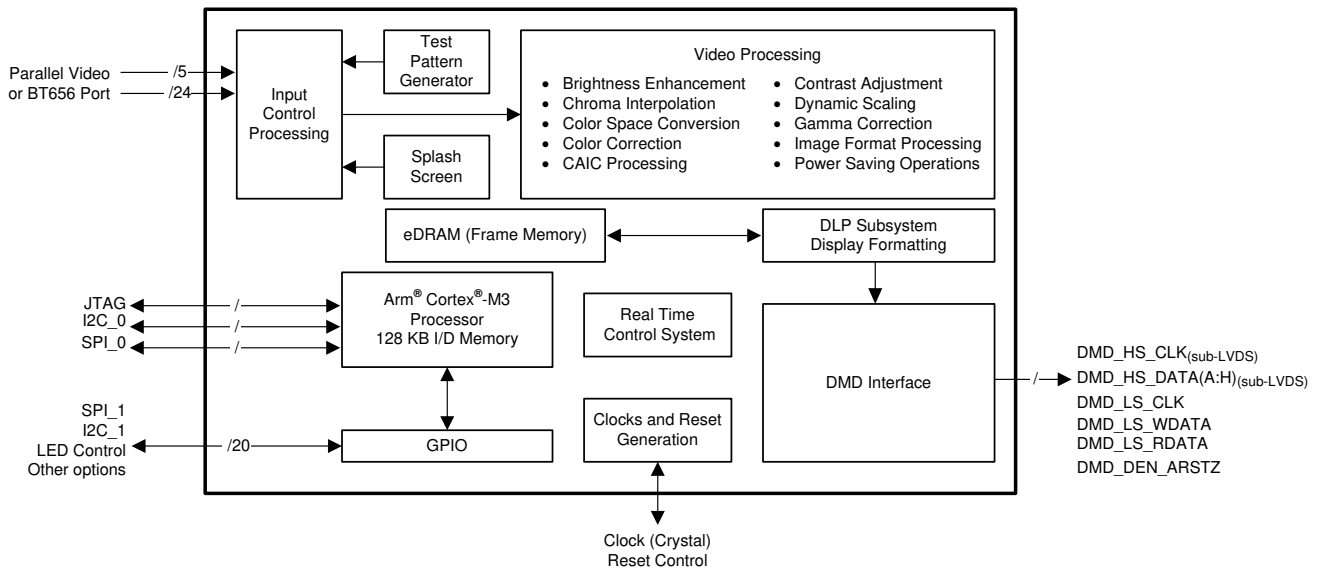 Parallel Video
or BT656 Port
/5
/24
Input
Control
Processing
Test
Pattern
Generator
Splash
Screen
Video Processing
• Brightness Enhancement
• Chroma Interpolation
• Color Space Conversion
• Color Correction
• CAIC Processing
• Contrast Adjustment
• Dynamic Scaling
• Gamma Correction
• Image Format Processing
• Power Saving Operations
eDRAM (Frame Memory)
DLP Subsystem
Display Formatting
JTAG
I2C_0
SPI_0
/
/
/
Arm® Cortex®-M3
Processor
128 KB I/D Memory
Real Time
Control System
DMD Interface
/
DMD_HS_CLK(sub-LVDS)
DMD_HS_DATA(A:H)(sub-LVDS)
DMD_LS_CLK
DMD_LS_WDATA
DMD_LS_RDATA
DMD_DEN_ARSTZ
SPI_1
I2C_1
LED Control
Other options
/20
GPIO
Clocks and Reset
Generation
Clock (Crystal)
Reset Control